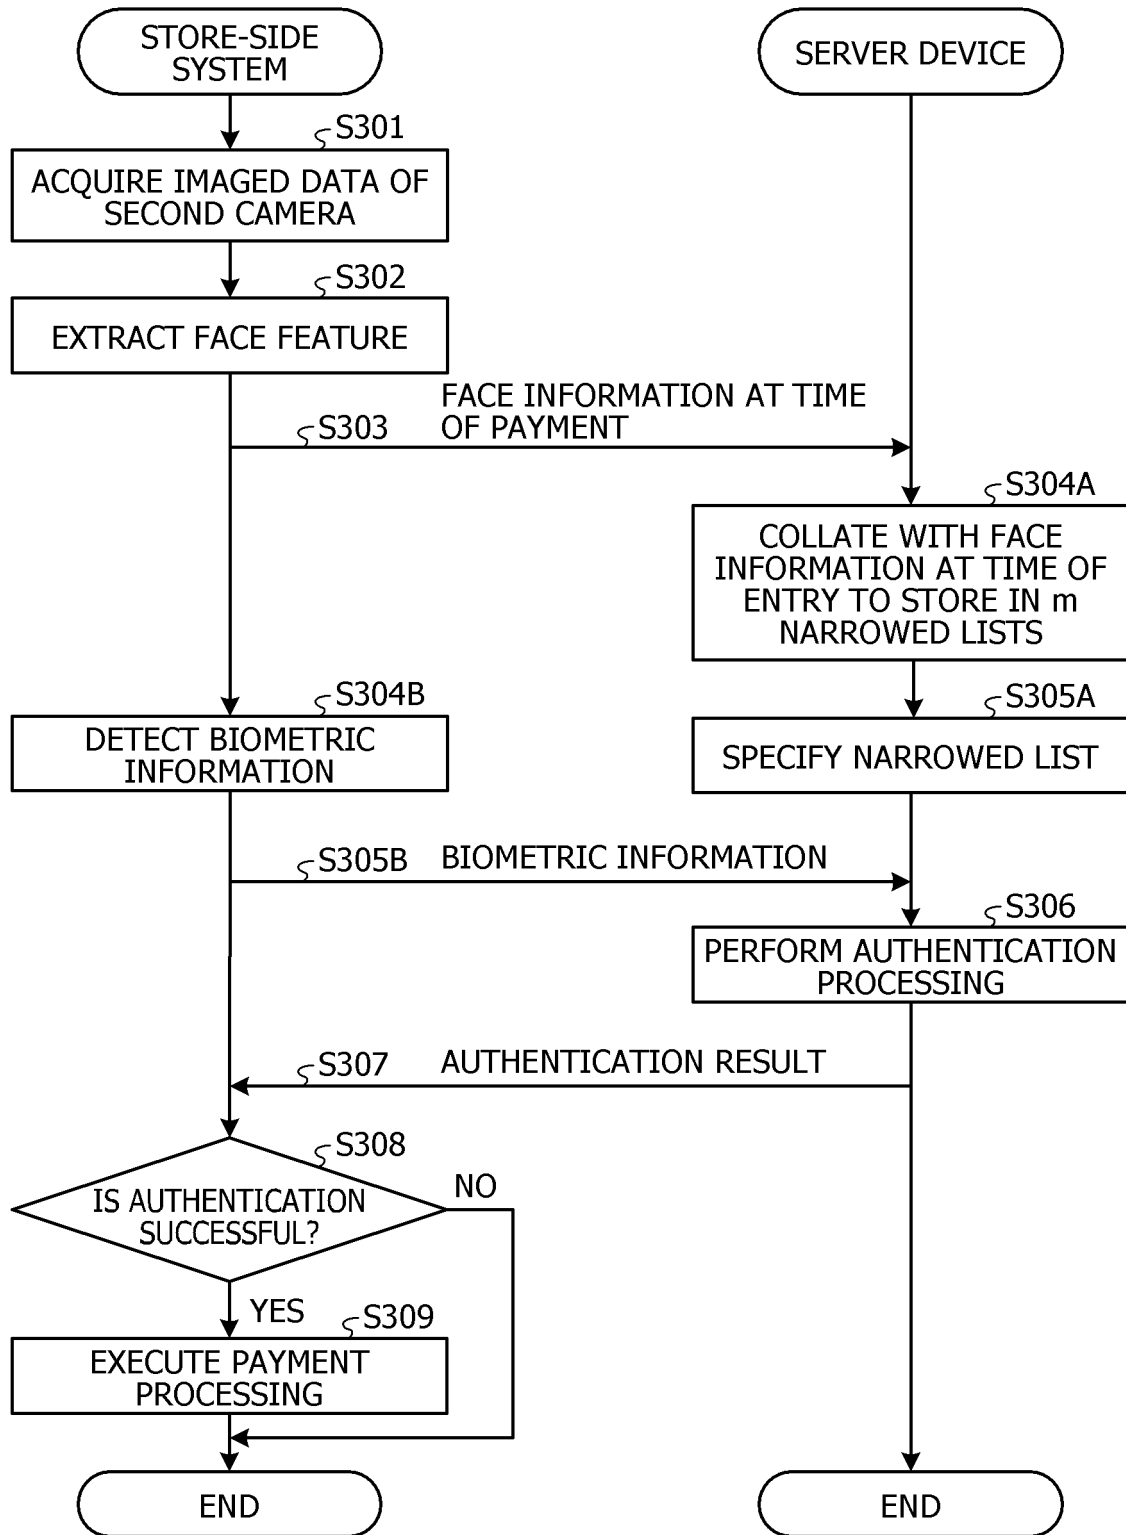 STORE-SIDE
SYSTEM
SERVER DEVICE
S301
ACQUIRE IMAGED DATA OF
SECOND CAMERA
S302
EXTRACT FACE FEATURE
S303
FACE INFORMATION AT TIME
OF PAYMENT
S304A
COLLATE WITH FACE
INFORMATION AT TIME OF
ENTRY TO STORE IN m
NARROWED LISTS
S304B
DETECT BIOMETRIC
INFORMATION
S305A
SPECIFY NARROWED LIST
S305B
BIOMETRIC INFORMATION
S306
PERFORM AUTHENTICATION
PROCESSING
S307
AUTHENTICATION RESULT
S308
IS AUTHENTICATION
SUCCESSFUL?
NO
YES
S309
EXECUTE PAYMENT
PROCESSING
END
END